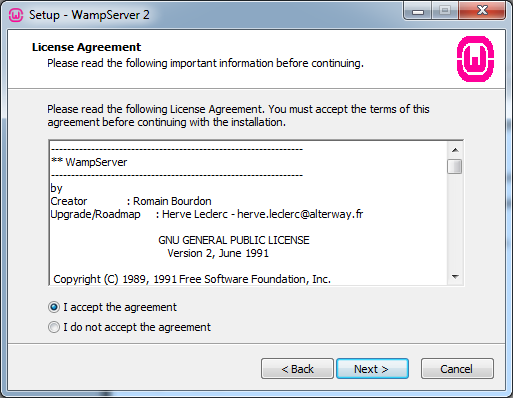 Setup - WampServer 2
License Agreement
Please read the following important information before continuing.
Please read the following License Agreement. You must accept the terms of this
agreement before continuing with the installation.
----------------------------------------------------------------
** WampServer
----------------------------------------------------------------
by
Creator : Romain Bourdon
Upgrade/Roadmap : Herve Leclerc - herve.leclerc@alterway.fr
GNU GENERAL PUBLIC LICENSE
Version 2, June 1991
Copyright (C) 1989, 1991 Free Software Foundation, Inc.
I accept the agreement
I do not accept the agreement
< Back
Next >
Cancel